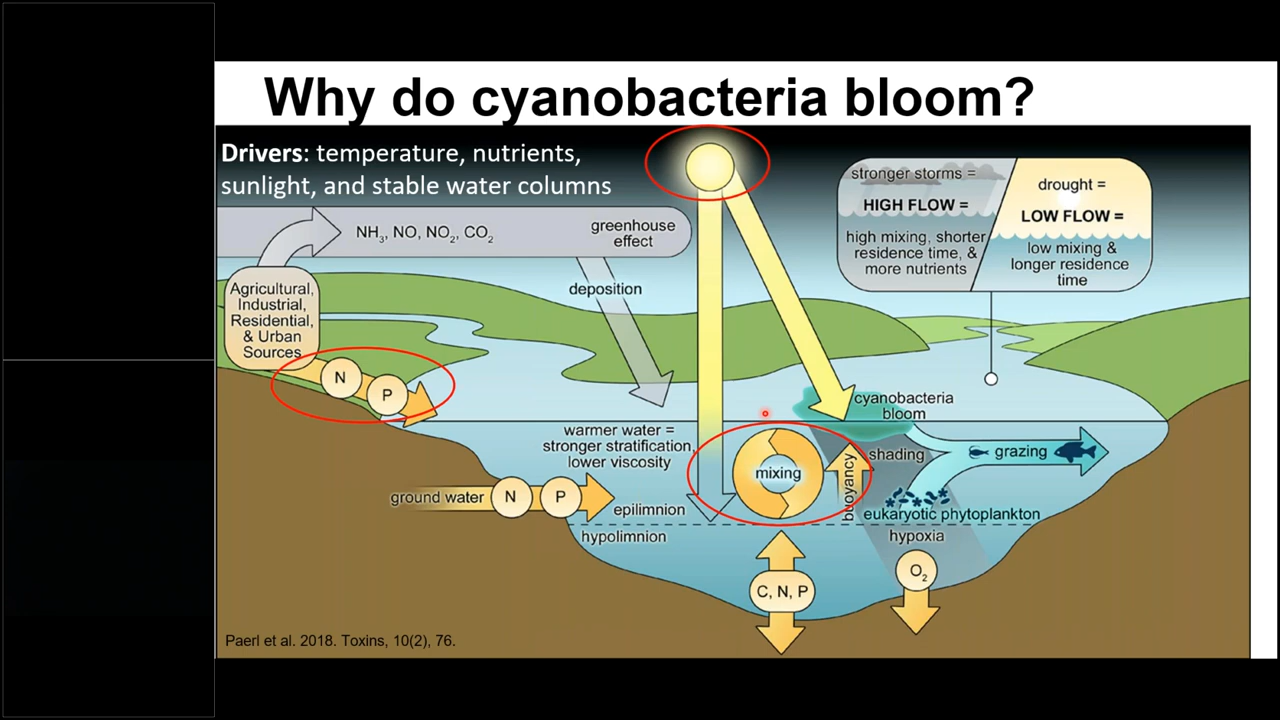 Why do cyanobacteria bloom?
Drivers: temperature, nutrients,
sunlight, and stable water columns
NH₃, NO, NO₂, CO₂
greenhouse
effect
stronger storms =
HIGH FLOW =
high mixing, shorter
residence time, &
more nutrients
drought =
LOW FLOW =
low mixing &
longer residence
time
Agricultural,
Industrial,
Residential,
& Urban
Sources
deposition
N
P
cyanobacteria
bloom
warmer water =
stronger stratification,
lower viscosity
mixing
buoyancy
shading
grazing
ground water
N
P
epilimnion
hypolimnion
eukaryotic phytoplankton
hypoxia
O₂
C, N, P
Paerl et al. 2018. Toxins, 10(2), 76.